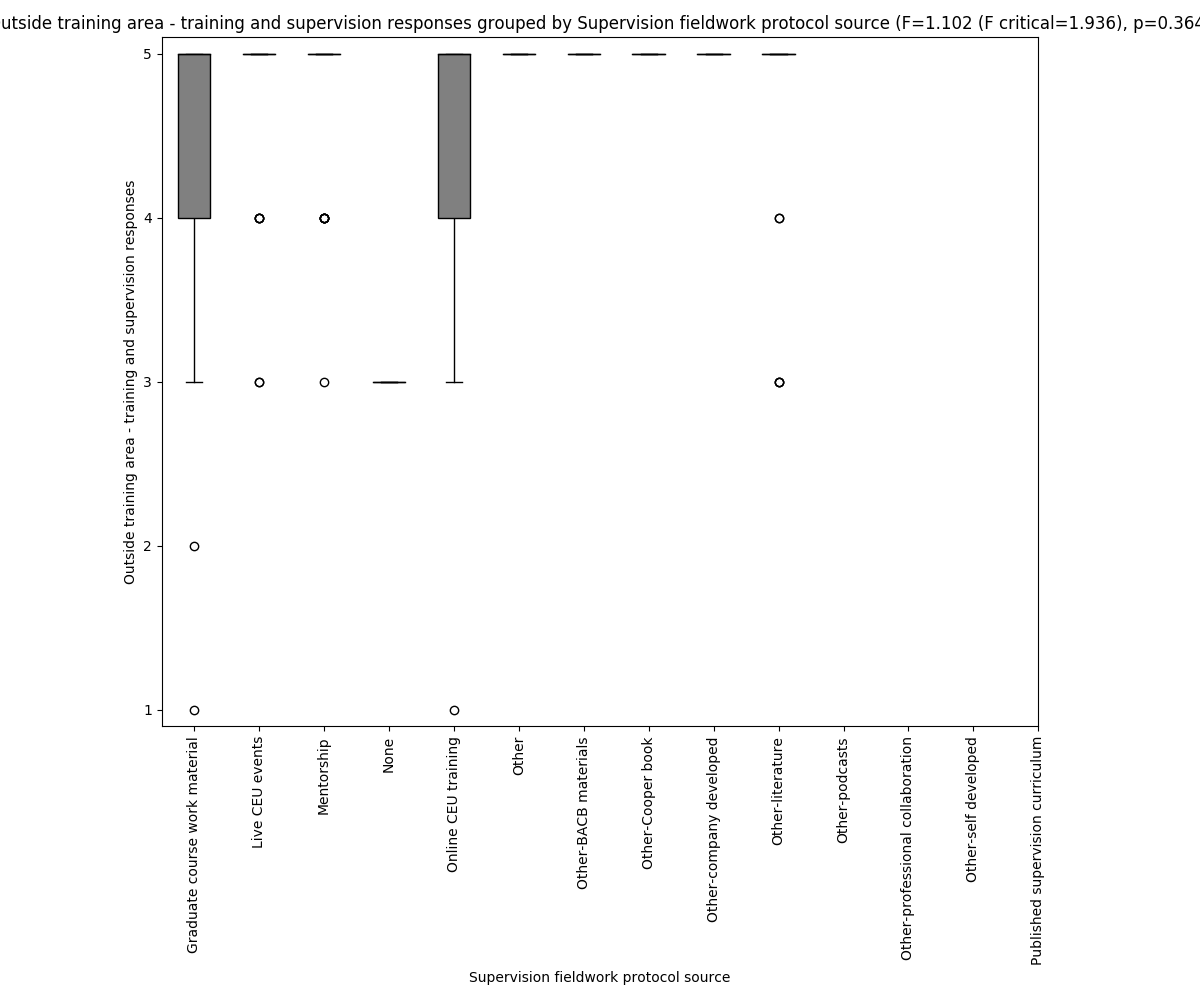 utside training area - training and supervision responses grouped by Supervision fieldwork protocol source (F=1.102 (F critical=1.936), p=0.364
5
4
3
2
1
Outside training area - training and supervision responses
Graduate course work material
Live CEU events
Mentorship
None
Online CEU training
Other
Other-BACB materials
Other-Cooper book
Other-company developed
Other-literature
Other-podcasts
Other-professional collaboration
Other-self developed
Published supervision curriculum
Supervision fieldwork protocol source